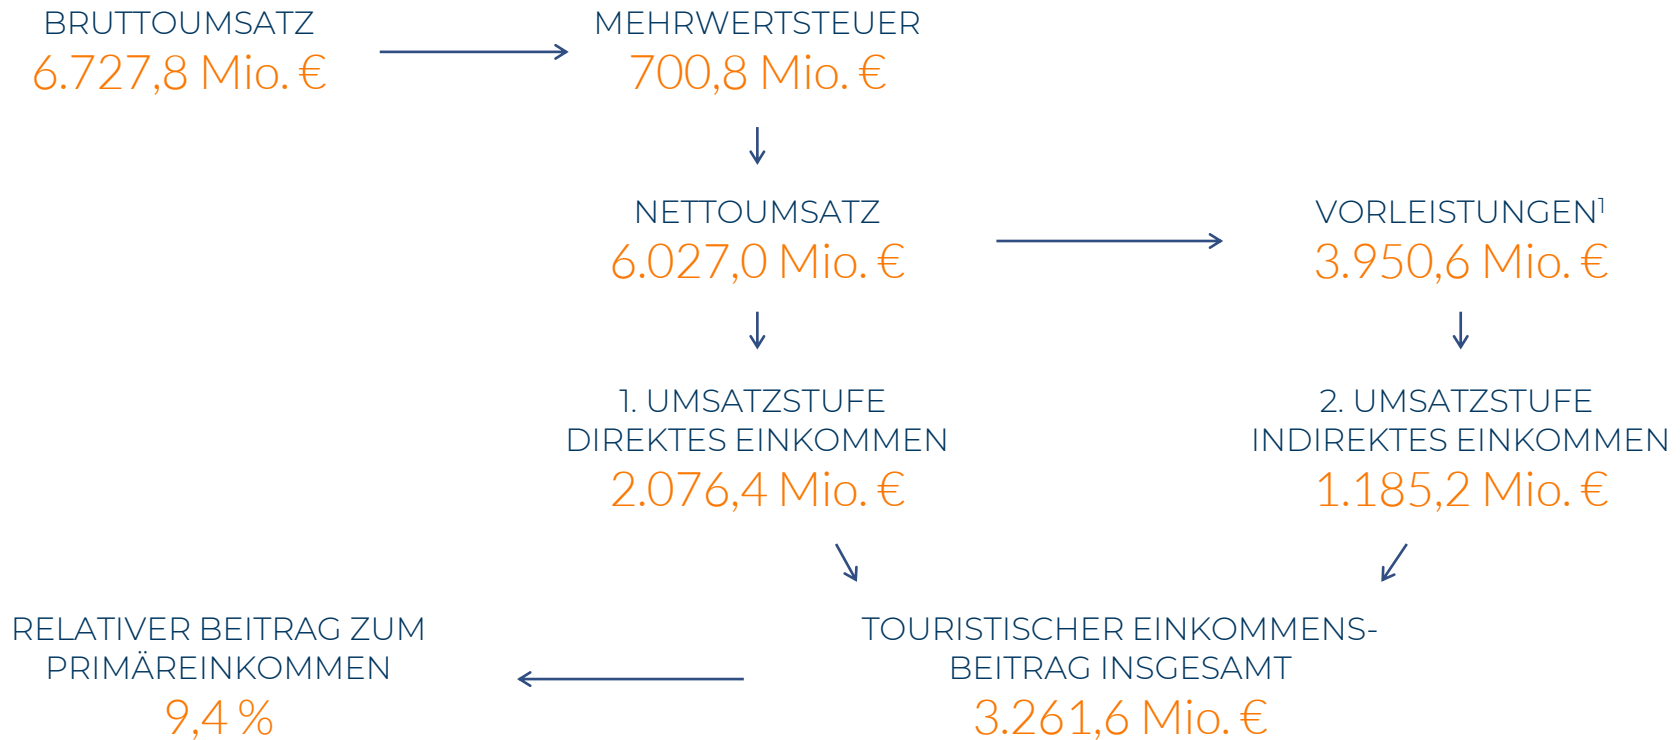 BRUTTOUMSATZ
6.727,8 Mio. €
MEHRWERTSTEUER
700,8 Mio. €
NETTOUMSATZ
6.027,0 Mio. €
VORLEISTUNGEN¹
3.950,6 Mio. €
1. UMSATZSTUFE
DIREKTES EINKOMMEN
2.076,4 Mio. €
2. UMSATZSTUFE
INDIREKTES EINKOMMEN
1.185,2 Mio. €
RELATIVER BEITRAG ZUM
PRIMÄREINKOMMEN
9,4 %
TOURISTISCHER EINKOMMENS-
BEITRAG INSGESAMT
3.261,6 Mio. €